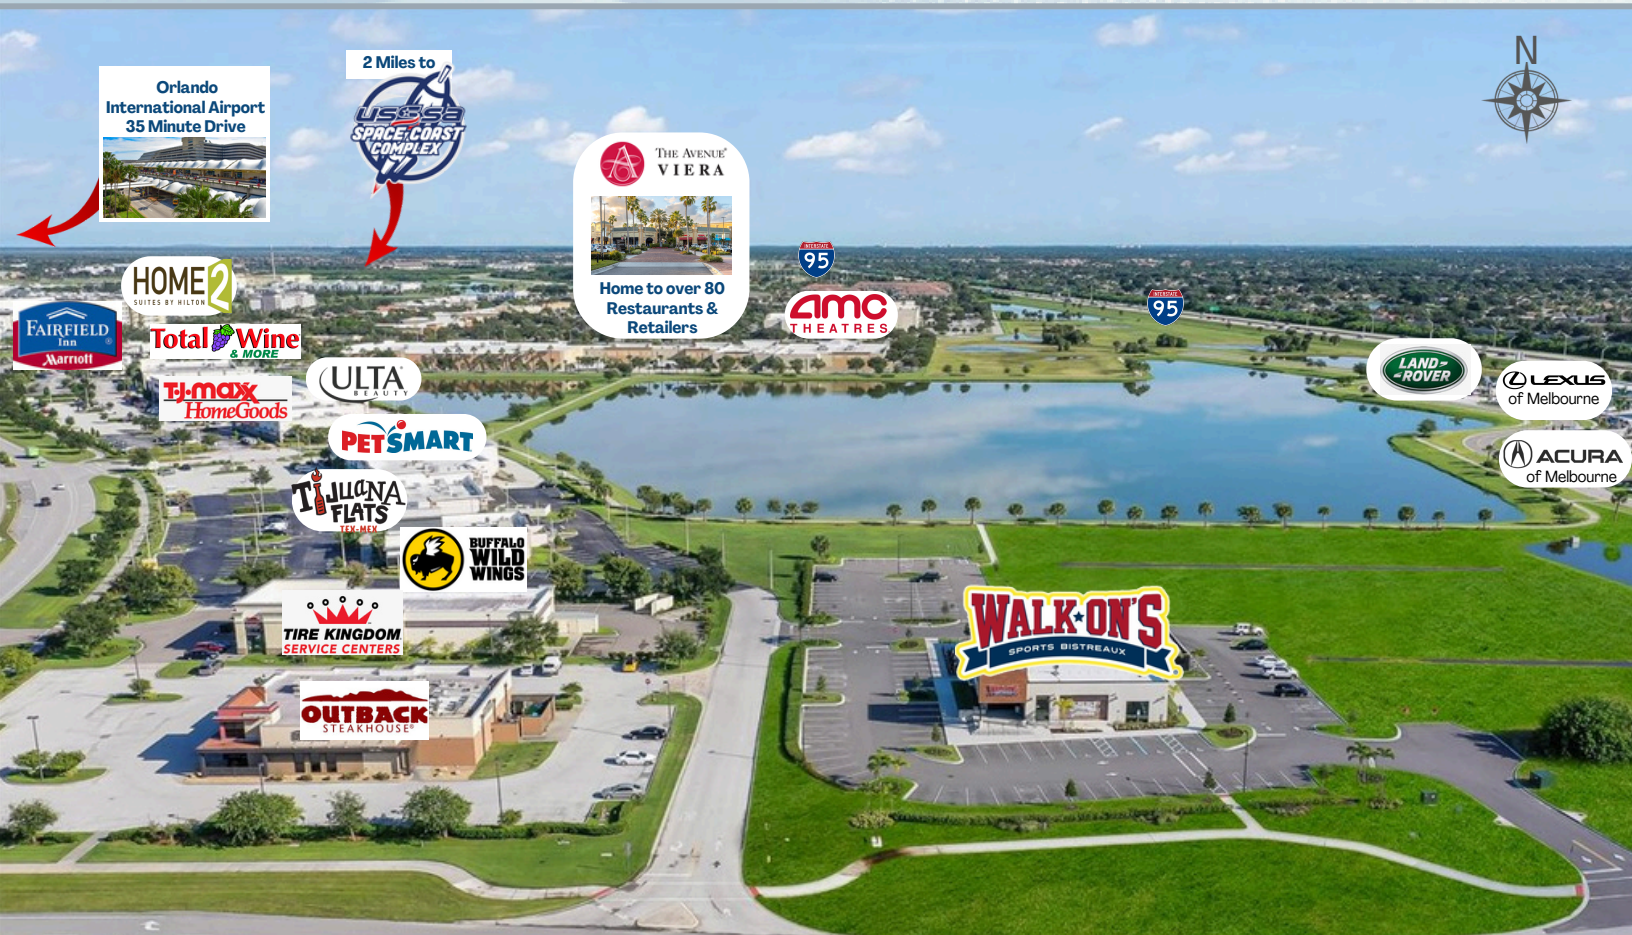 Orlando
International Airport
35 Minute Drive
2 Miles to
USSSA
SPACE COAST
COMPLEX
THE AVENUE
VIERA
Home to over 80
Restaurants &
Retailers
N
INTERSTATE
95
INTERSTATE
95
AMC
THEATRES
HOME2
SUITES BY HILTON
FAIRFIELD
Inn
Marriott
Total Wine
& MORE
T·J·maxx
HomeGoods
ULTA
BEAUTY
PETSMART
TIJUANA
FLATS
TEX-MEX
BUFFALO
WILD
WINGS
TIRE KINGDOM
SERVICE CENTERS
OUTBACK
STEAKHOUSE®
WALK-ON'S
SPORTS BISTREAUX
LAND
ROVER
LEXUS
of Melbourne
ACURA
of Melbourne